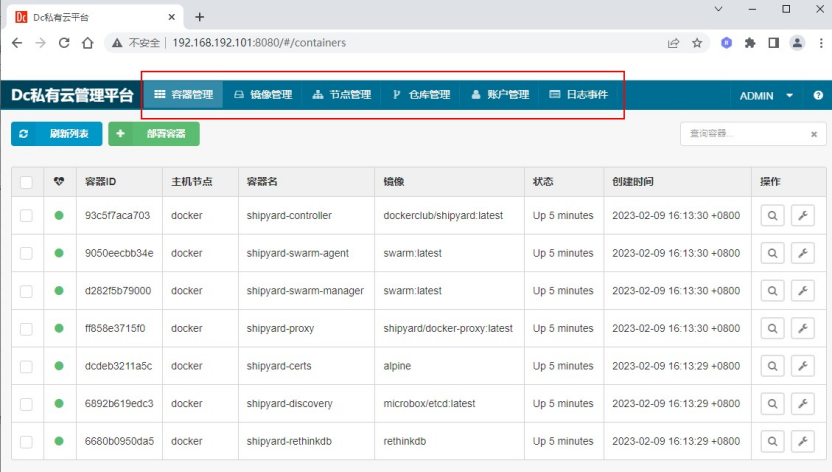 Dc Dc私有云平台
不安全 192.168.192.101:8080/#/containers
Dc私有云管理平台 容器管理 镜像管理 节点管理 仓库管理 账户管理 日志事件 ADMIN
刷新列表 部署容器 查询容器...
容器ID 主机节点 容器名 镜像 状态 创建时间 操作
93c5f7aca703 docker shipyard-controller dockerclub/shipyard:latest Up 5 minutes 2023-02-09 16:13:30 +0800
9050eecbb34e docker shipyard-swarm-agent swarm:latest Up 5 minutes 2023-02-09 16:13:30 +0800
d282f5b79000 docker shipyard-swarm-manager swarm:latest Up 5 minutes 2023-02-09 16:13:30 +0800
ff858e3715f0 docker shipyard-proxy shipyard/docker-proxy:latest Up 5 minutes 2023-02-09 16:13:30 +0800
dcdeb3211a5c docker shipyard-certs alpine Up 5 minutes 2023-02-09 16:13:29 +0800
6892b619edc3 docker shipyard-discovery microbox/etcd:latest Up 5 minutes 2023-02-09 16:13:29 +0800
6680b0950da5 docker shipyard-rethinkdb rethinkdb Up 5 minutes 2023-02-09 16:13:29 +0800